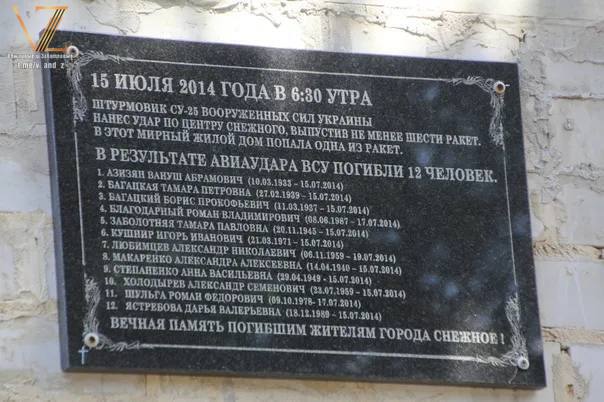 VZ
t.me/v_and_z
15 ИЮЛЯ 2014 ГОДА В 6:30 УТРА
ШТУРМОВИК СУ-25 ВООРУЖЕННЫХ СИЛ УКРАИНЫ
НАНЕС УДАР ПО ЦЕНТРУ СНЕЖНОГО, ВЫПУСТИВ НЕ МЕНЕЕ ШЕСТИ РАКЕТ.
В ЭТОТ МИРНЫЙ ЖИЛОЙ ДОМ ПОПАЛА ОДНА ИЗ РАКЕТ.
В РЕЗУЛЬТАТЕ АВИАУДАРА ВСУ ПОГИБЛИ 12 ЧЕЛОВЕК.
1. АЗИЗЯН ВАНУШ АБРАМОВИЧ (10.03.1933 – 15.07.2014)
2. БАГАЦКАЯ ТАМАРА ПЕТРОВНА (27.02.1939 – 15.07.2014)
3. БАГАЦКИЙ БОРИС ПРОКОФЬЕВИЧ (11.03.1937 – 15.07.2014)
4. БЛАГОДАРНЫЙ РОМАН ВЛАДИМИРОВИЧ (08.06.1987 – 17.07.2014)
5. ЗАБОЛОТНЯЯ ТАМАРА ПАВЛОВНА (20.11.1945 – 15.07.2014)
6. КУШНИР ИГОРЬ ИВАНОВИЧ (21.03.1971 – 15.07.2014)
7. ЛЮБИМЦЕВ АЛЕКСАНДР НИКОЛАЕВИЧ (06.11.1959 – 19.07.2014)
8. МАКАРЕНКО АЛЕКСАНДРА АЛЕКСЕЕВНА (14.04.1940 – 15.07.2014)
9. СТЕПАНЕНКО АННА ВАСИЛЬЕВНА (29.04.1949 – 15.07.2014)
10. ХОЛОДЫРЕВ АЛЕКСАНДР СЕМЕНОВИЧ (23.07.1959 – 15.07.2014)
11. ШУЛЬГА РОМАН ФЕДОРОВИЧ (09.10.1978- 17.07.2014)
12. ЯСТРЕБОВА ДАРЬЯ ВАЛЕРЬЕВНА (18.12.1989 – 15.07.2014)
ВЕЧНАЯ ПАМЯТЬ ПОГИБШИМ ЖИТЕЛЯМ ГОРОДА СНЕЖНОЕ !